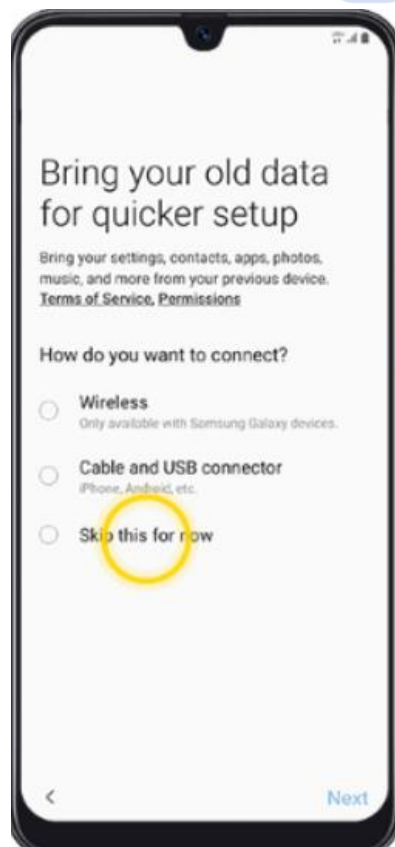 Bring your old data
for quicker setup
Bring your settings, contacts, apps, photos,
music, and more from your previous device.
Terms of Service, Permissions
How do you want to connect?
Wireless
Only available with Samsung Galaxy devices.
Cable and USB connector
iPhone, Android, etc.
Skip this for now
Next